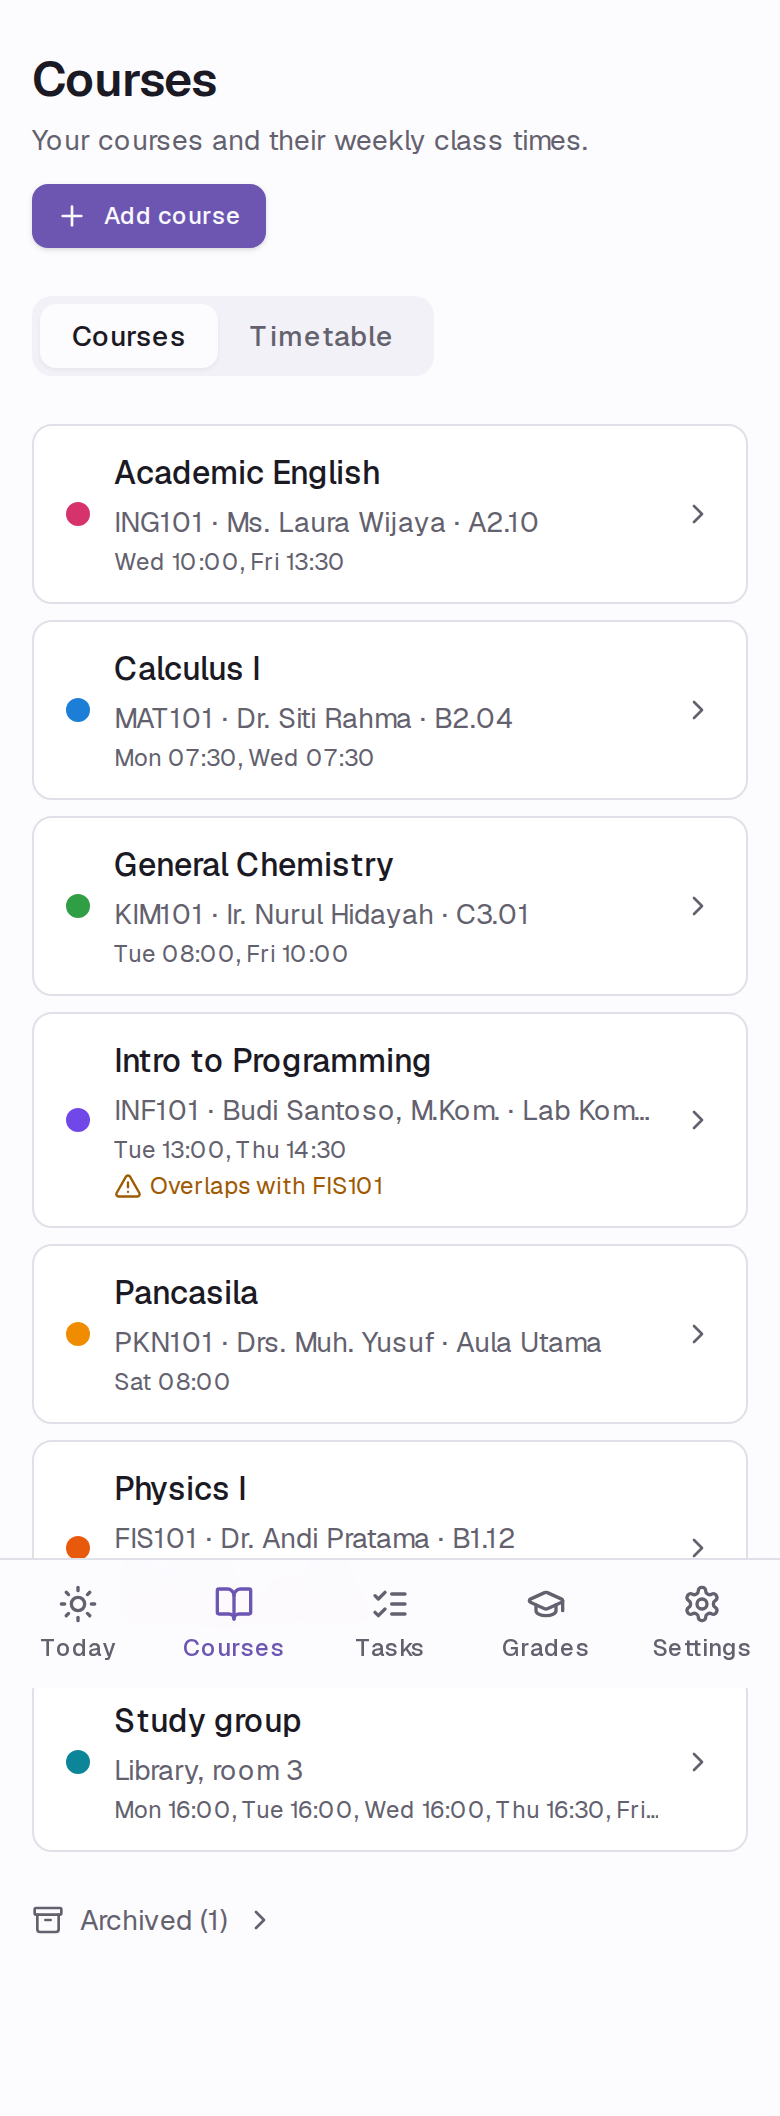 Courses
Your courses and their weekly class times.
Add course
Courses
Timetable
Academic English
ING101 · Ms. Laura Wijaya · A2.10
Wed 10:00, Fri 13:30
Calculus I
MAT101 · Dr. Siti Rahma · B2.04
Mon 07:30, Wed 07:30
General Chemistry
KIM101 · Ir. Nurul Hidayah · C3.01
Tue 08:00, Fri 10:00
Intro to Programming
INF101 · Budi Santoso, M.Kom. · Lab Kom…
Tue 13:00, Thu 14:30
Overlaps with FIS101
Pancasila
PKN101 · Drs. Muh. Yusuf · Aula Utama
Sat 08:00
Physics I
FIS101 · Dr. Andi Pratama · B1.12
Today
Courses
Tasks
Grades
Settings
Study group
Library, room 3
Mon 16:00, Tue 16:00, Wed 16:00, Thu 16:30, Fri…
Archived (1)